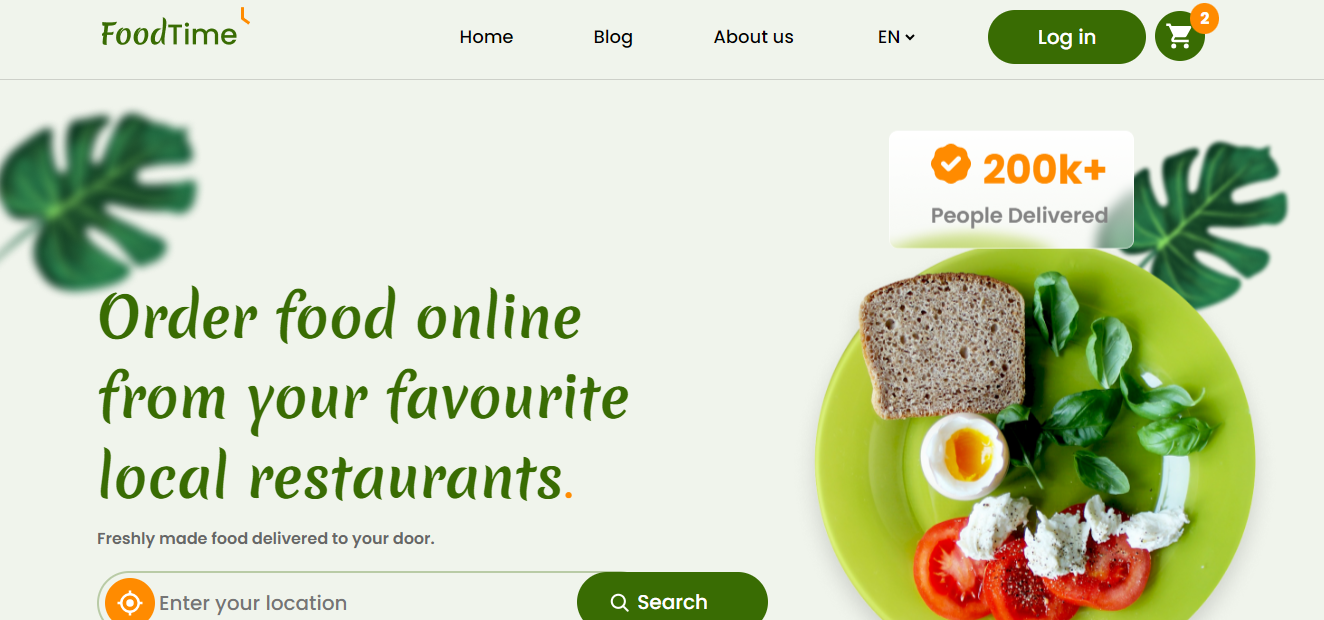 FoodTime
Home
Blog
About us
EN
Log in
2
200k+
People Delivered
Order food online
from your favourite
local restaurants.
Freshly made food delivered to your door.
Enter your location
Search